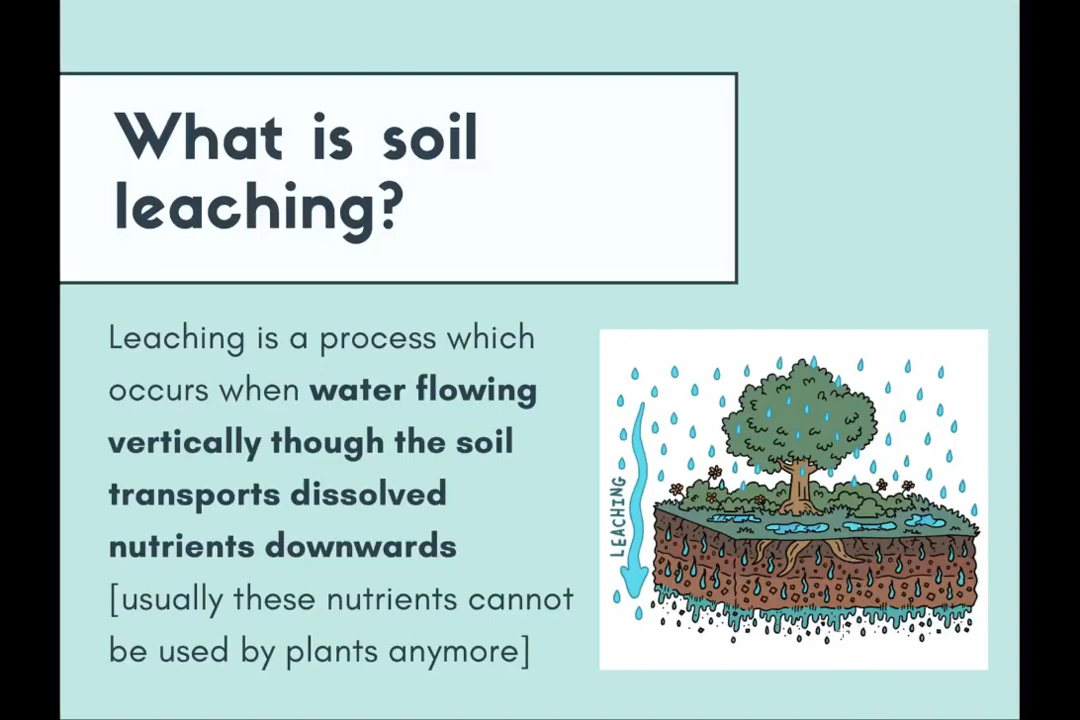 What is soil
leaching?
Leaching is a process which
occurs when water flowing
vertically though the soil
transports dissolved
nutrients downwards
[usually these nutrients cannot
be used by plants anymore]
LEACHING